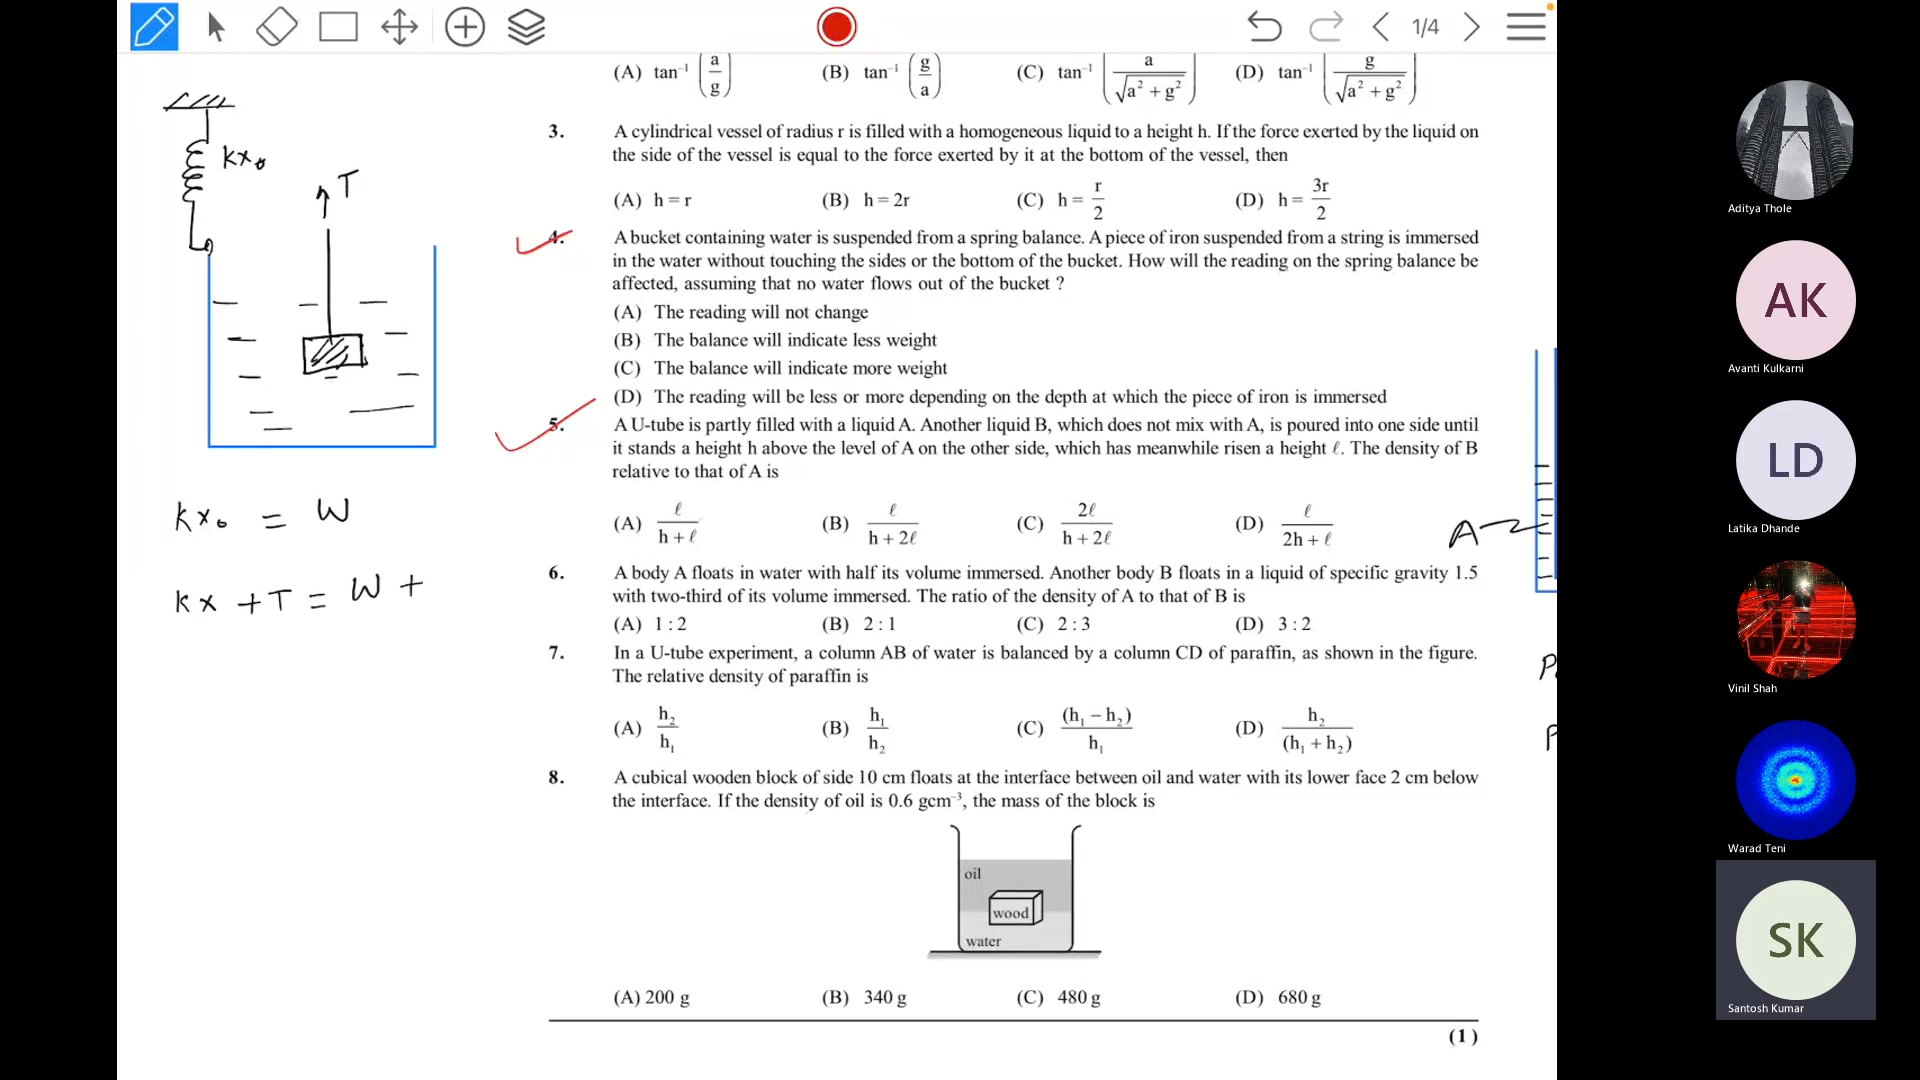 1/4
(A) tan⁻¹ (a/g) (B) tan⁻¹ (g/a) (C) tan⁻¹ (a/√(a² + g²)) (D) tan⁻¹ (g/√(a² + g²))
3. A cylindrical vessel of radius r is filled with a homogeneous liquid to a height h. If the force exerted by the liquid on
the side of the vessel is equal to the force exerted by it at the bottom of the vessel, then
(A) h = r (B) h = 2r (C) h = r/2 (D) h = 3r/2
4. A bucket containing water is suspended from a spring balance. A piece of iron suspended from a string is immersed
in the water without touching the sides or the bottom of the bucket. How will the reading on the spring balance be
affected, assuming that no water flows out of the bucket ?
(A) The reading will not change
(B) The balance will indicate less weight
(C) The balance will indicate more weight
(D) The reading will be less or more depending on the depth at which the piece of iron is immersed
5. A U-tube is partly filled with a liquid A. Another liquid B, which does not mix with A, is poured into one side until
it stands a height h above the level of A on the other side, which has meanwhile risen a height ℓ. The density of B
relative to that of A is
(A) ℓ/(h + ℓ) (B) ℓ/(h + 2ℓ) (C) 2ℓ/(h + 2ℓ) (D) ℓ/(2h + ℓ)
6. A body A floats in water with half its volume immersed. Another body B floats in a liquid of specific gravity 1.5
with two-third of its volume immersed. The ratio of the density of A to that of B is
(A) 1 : 2 (B) 2 : 1 (C) 2 : 3 (D) 3 : 2
7. In a U-tube experiment, a column AB of water is balanced by a column CD of paraffin, as shown in the figure.
The relative density of paraffin is
(A) h₂/h₁ (B) h₁/h₂ (C) (h₁ − h₂)/h₁ (D) h₂/(h₁ + h₂)
8. A cubical wooden block of side 10 cm floats at the interface between oil and water with its lower face 2 cm below
the interface. If the density of oil is 0.6 gcm⁻³, the mass of the block is
oil
wood
water
(A) 200 g (B) 340 g (C) 480 g (D) 680 g
(1)
kx₀
T
kx₀ = W
kx + T = W +
A
P
Aditya Thole
AK
Avanti Kulkarni
LD
Latika Dhande
Vinil Shah
Warad Teni
SK
Santosh Kumar